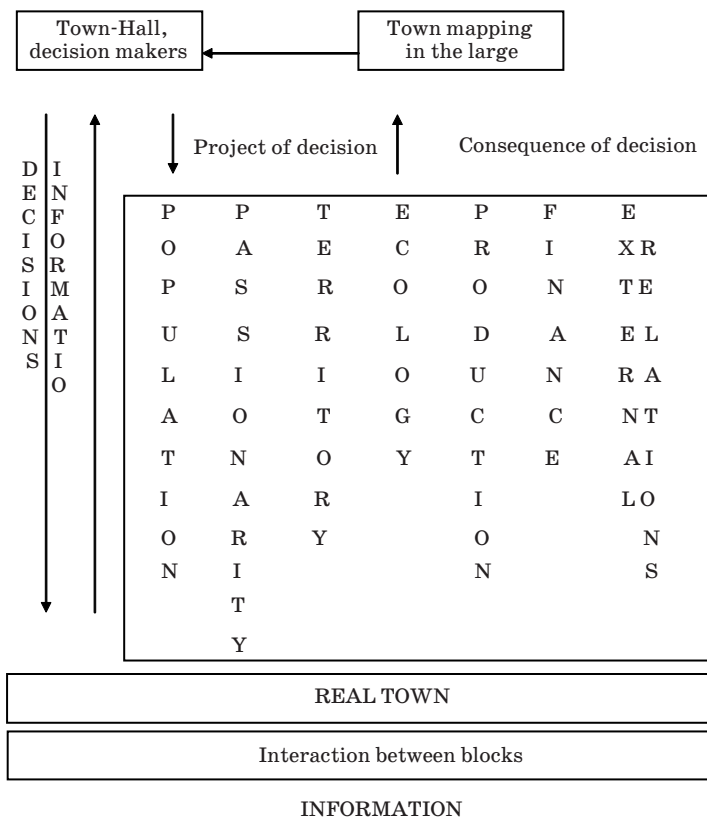 Town-Hall,
decision makers
Town mapping
in the large
Project of decision
Consequence of decision
DECISIONS
INFORMATIO
POPULATION
PASSIONARITY
TERRITORY
ECOLOGY
PRODUCTION
FINANCE
EXTERNAL
RELATIONS
REAL TOWN
Interaction between blocks
INFORMATION